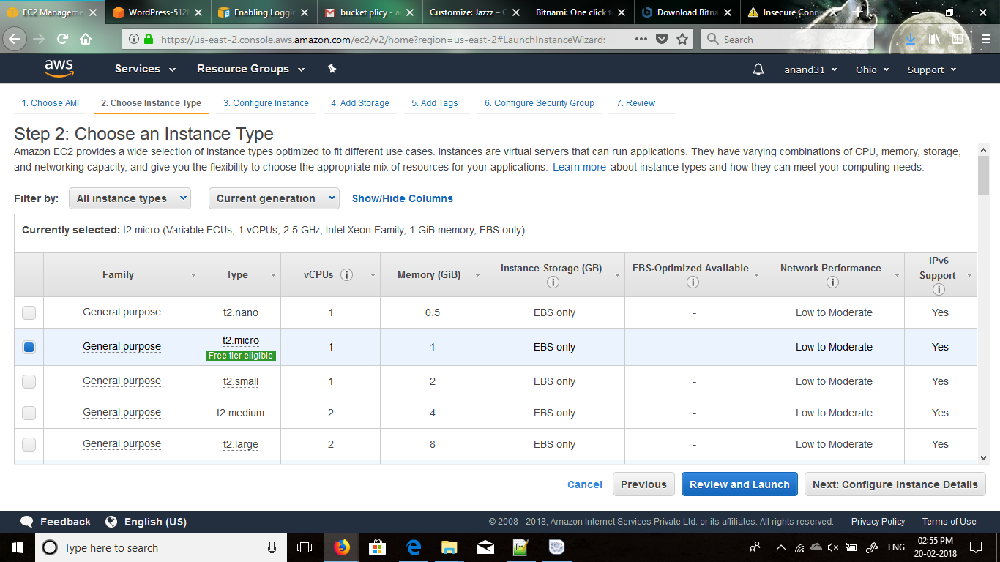 EC2 Manageme
WordPress-512M
Enabling Loggin
bucket plicy - a
Customize: Jazzz – C
Bitnami: One click t
Download Bitna
Insecure Conne
https://us-east-2.console.aws.amazon.com/ec2/v2/home?region=us-east-2#LaunchInstanceWizard:
Search
aws
Services
Resource Groups
anand31
Ohio
Support
1. Choose AMI
2. Choose Instance Type
3. Configure Instance
4. Add Storage
5. Add Tags
6. Configure Security Group
7. Review
Step 2: Choose an Instance Type
Amazon EC2 provides a wide selection of instance types optimized to fit different use cases. Instances are virtual servers that can run applications. They have varying combinations of CPU, memory, storage,
and networking capacity, and give you the flexibility to choose the appropriate mix of resources for your applications. Learn more about instance types and how they can meet your computing needs.
Filter by: All instance types Current generation Show/Hide Columns
Currently selected: t2.micro (Variable ECUs, 1 vCPUs, 2.5 GHz, Intel Xeon Family, 1 GiB memory, EBS only)
Family Type vCPUs Memory (GiB) Instance Storage (GB) EBS-Optimized Available Network Performance IPv6 Support
General purpose t2.nano 1 0.5 EBS only - Low to Moderate Yes
General purpose t2.micro 1 1 EBS only - Low to Moderate Yes
Free tier eligible
General purpose t2.small 1 2 EBS only - Low to Moderate Yes
General purpose t2.medium 2 4 EBS only - Low to Moderate Yes
General purpose t2.large 2 8 EBS only - Low to Moderate Yes
Cancel Previous Review and Launch Next: Configure Instance Details
Feedback English (US) © 2008 - 2018, Amazon Internet Services Private Ltd. or its affiliates. All rights reserved. Privacy Policy Terms of Use
Type here to search
ENG
02:55 PM
20-02-2018